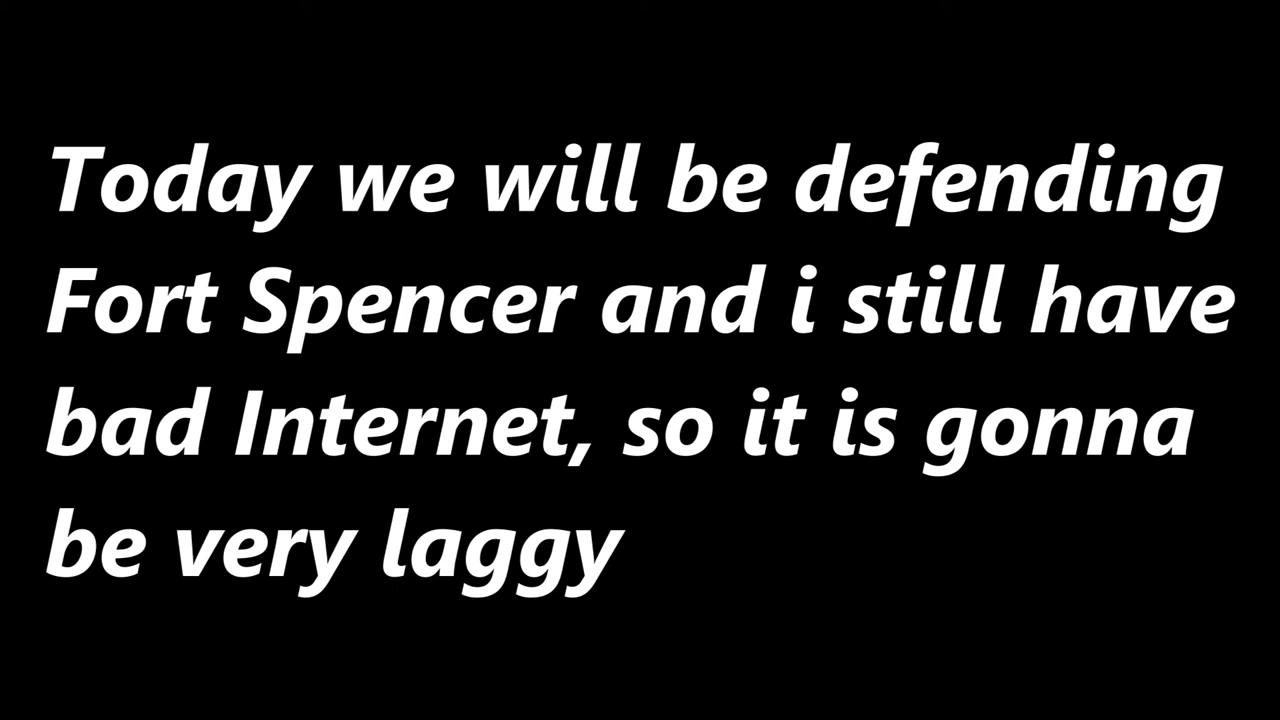 Today we will be defending
Fort Spencer and i still have
bad Internet, so it is gonna
be very laggy